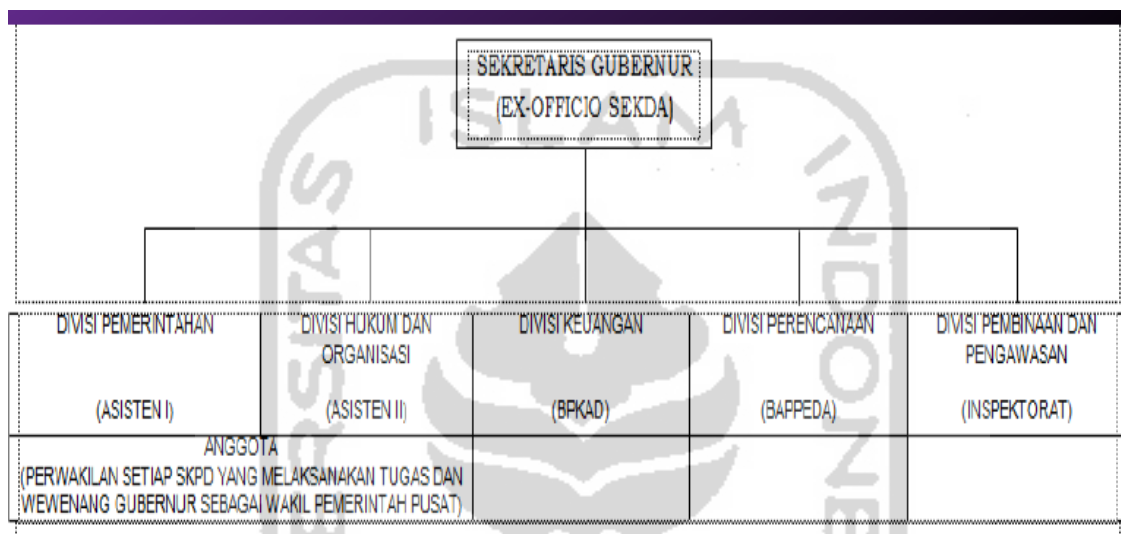 SEKRETARIS GUBERNUR
(EX-OFFICIO SEKDA)
DIVISI PEMERINTAHAN
(ASISTEN I)
DIVISI HUKUM DAN
ORGANISASI
(ASISTEN II)
DIVISI KEUANGAN
(BPKAD)
DIVISI PERENCANAAN
(BAPPEDA)
DIVISI PEMBINAAN DAN
PENGAWASAN
(INSPEKTORAT)
ANGGOTA
(PERWAKILAN SETIAP SKPD YANG MELAKSANAKAN TUGAS DAN
WEWENANG GUBERNUR SEBAGAI WAKIL PEMERINTAH PUSAT)
ISLAM